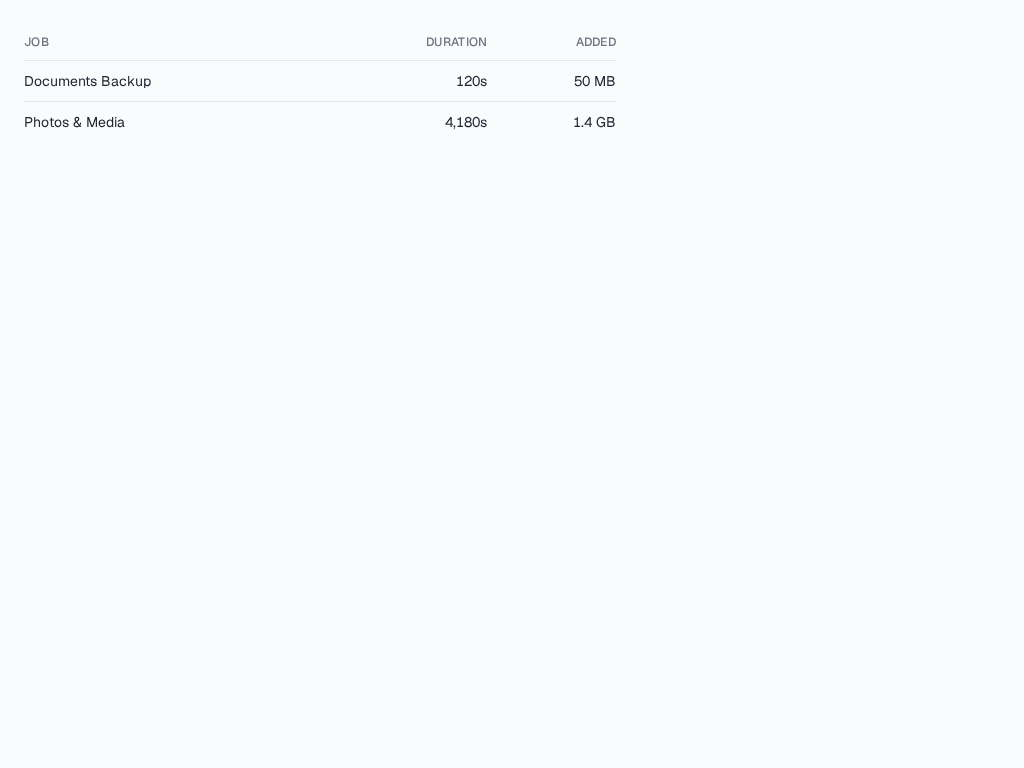 JOB DURATION ADDED
Documents Backup 120s 50 MB
Photos & Media 4,180s 1.4 GB